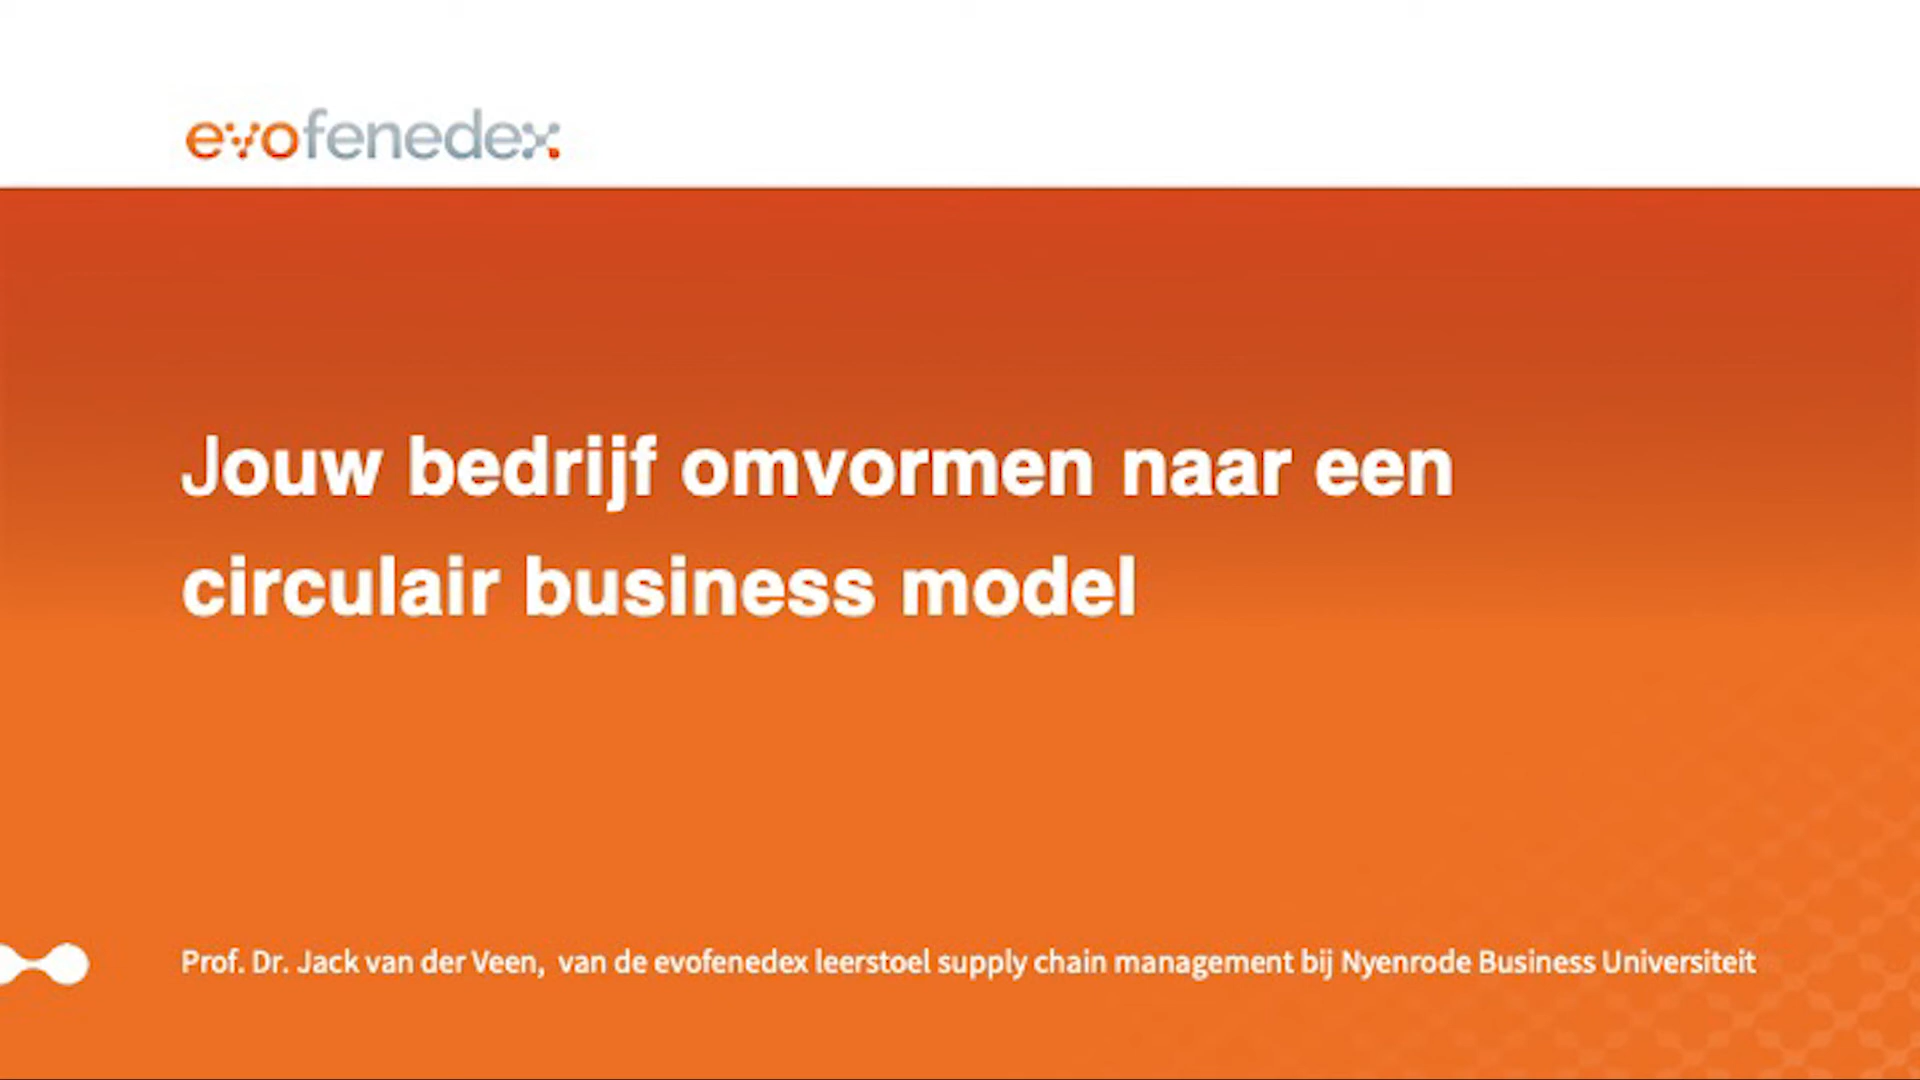 evofenedex
Jouw bedrijf omvormen naar een
circulair business model
Prof. Dr. Jack van der Veen, van de evofenedex leerstoel supply chain management bij Nyenrode Business Universiteit